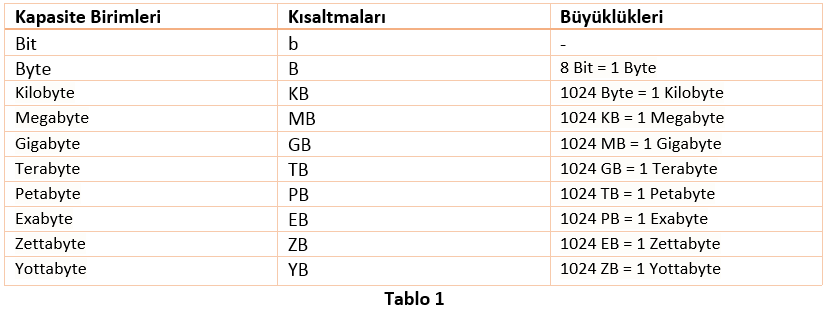 Kapasite Birimleri Kısaltmaları Büyüklükleri
Bit b -
Byte B 8 Bit = 1 Byte
Kilobyte KB 1024 Byte = 1 Kilobyte
Megabyte MB 1024 KB = 1 Megabyte
Gigabyte GB 1024 MB = 1 Gigabyte
Terabyte TB 1024 GB = 1 Terabyte
Petabyte PB 1024 TB = 1 Petabyte
Exabyte EB 1024 PB = 1 Exabyte
Zettabyte ZB 1024 EB = 1 Zettabyte
Yottabyte YB 1024 ZB = 1 Yottabyte
Tablo 1